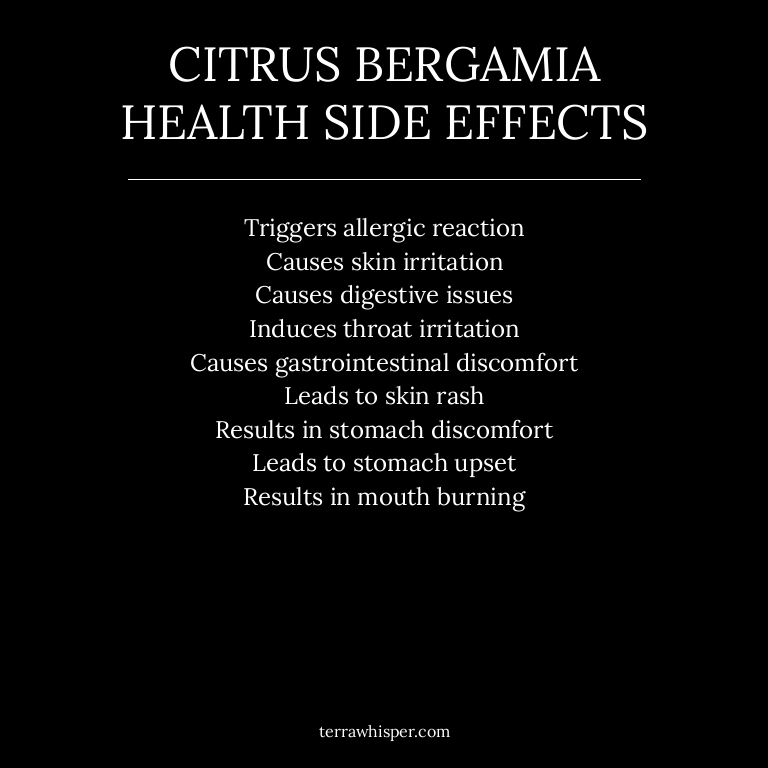 CITRUS BERGAMIA
HEALTH SIDE EFFECTS
Triggers allergic reaction
Causes skin irritation
Causes digestive issues
Induces throat irritation
Causes gastrointestinal discomfort
Leads to skin rash
Results in stomach discomfort
Leads to stomach upset
Results in mouth burning
terrawhisper.com